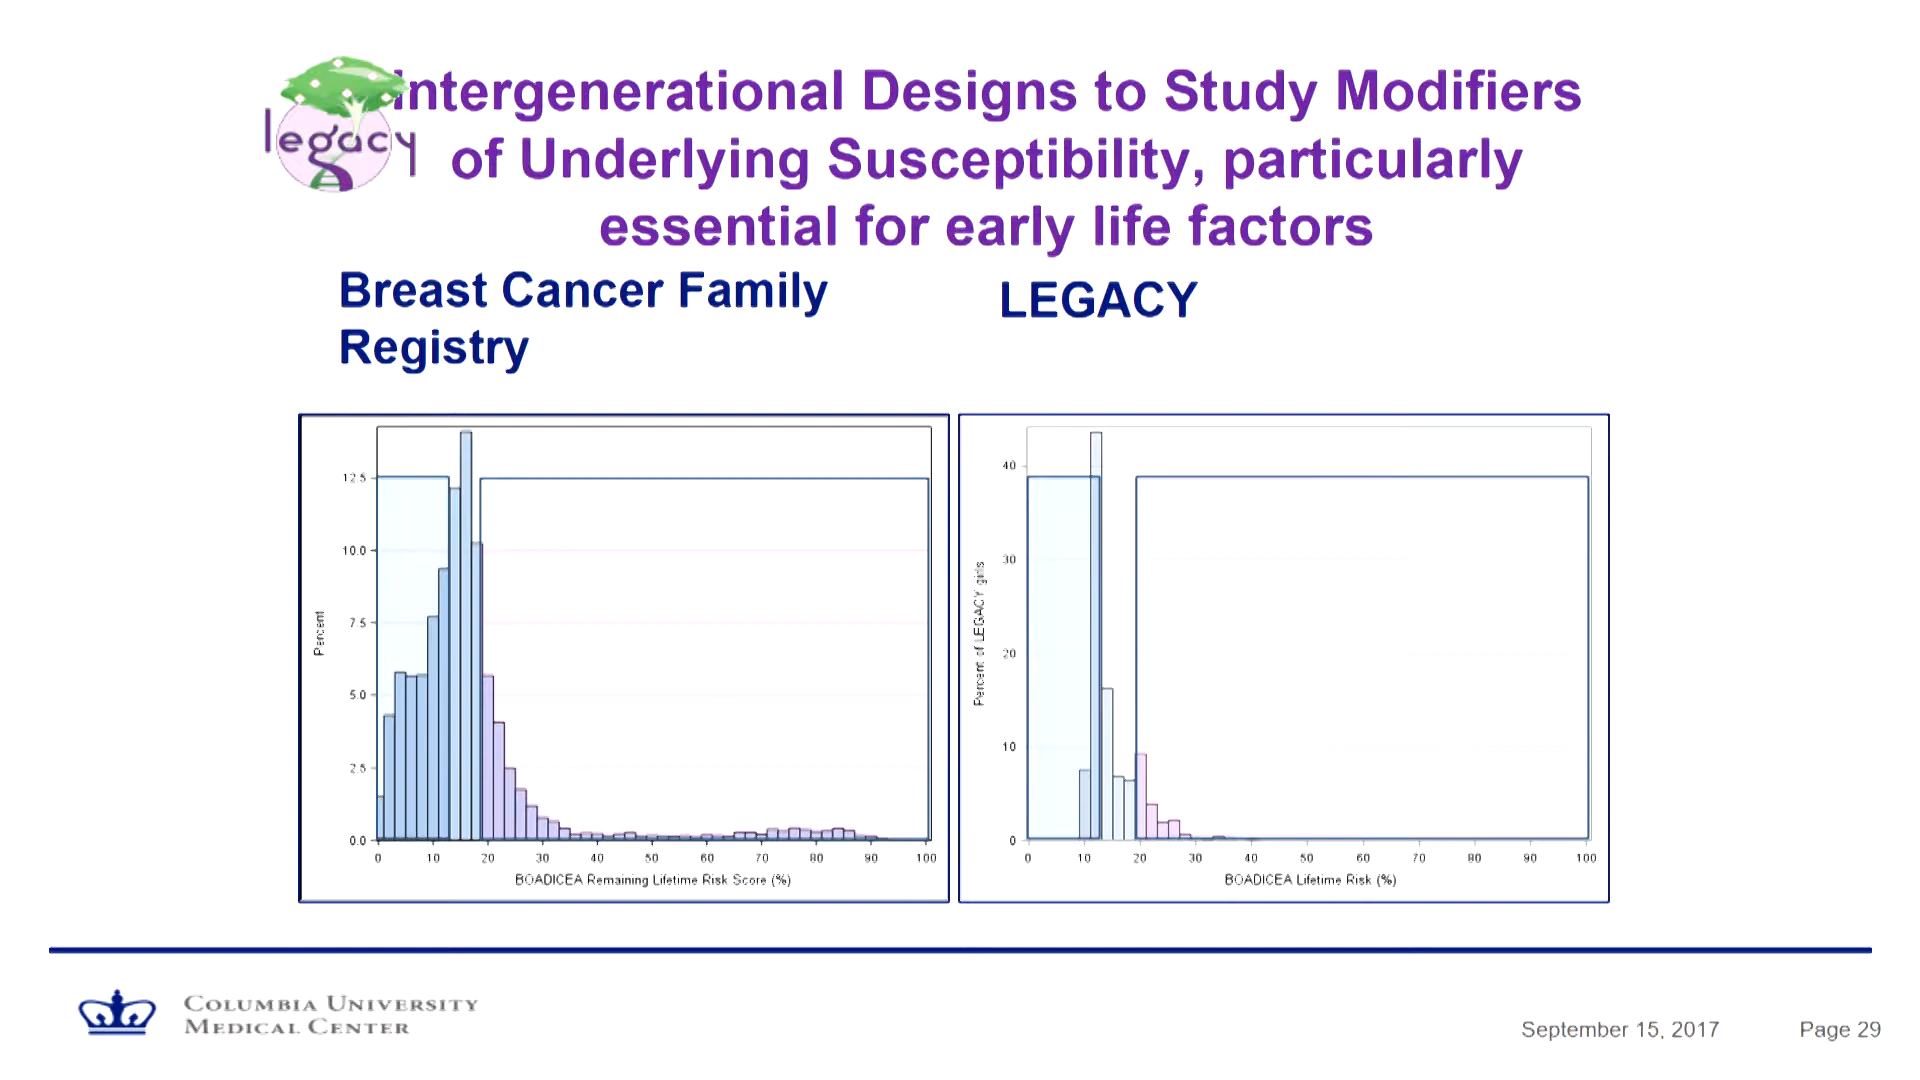 legacy
Intergenerational Designs to Study Modifiers
of Underlying Susceptibility, particularly
essential for early life factors
Breast Cancer Family
Registry
LEGACY
Percent
12.5
10.0
7.5
5.0
2.5
0.0
0 10 20 30 40 50 60 70 80 90 100
BOADICEA Remaining Lifetime Risk Score (%)
Percent of LEGACY girls
40
30
20
10
0
0 10 20 30 40 50 60 70 80 90 100
BOADICEA Lifetime Risk (%)
COLUMBIA UNIVERSITY
MEDICAL CENTER
September 15, 2017
Page 29